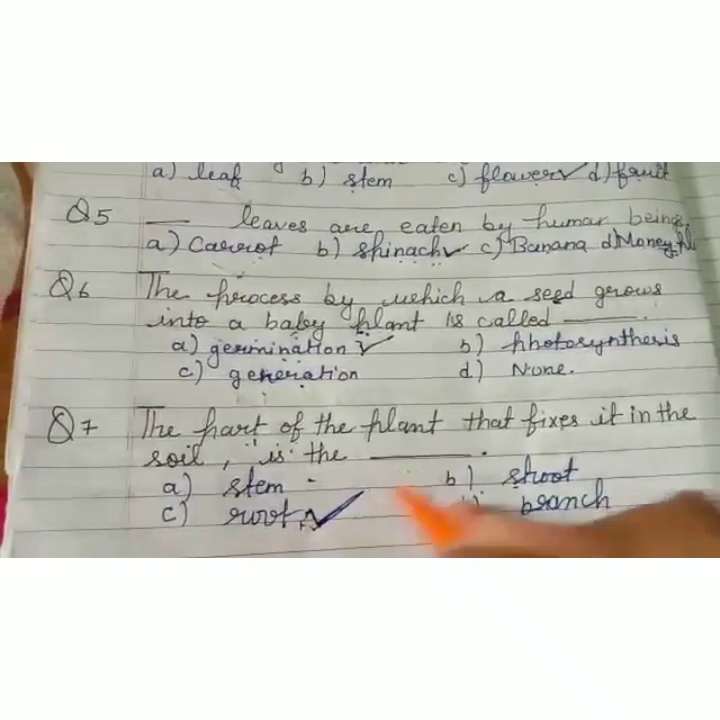 a) leaf b) stem c) flower✓ d) fruit
Q5 ___ leaves are eaten by human beings.
a) Carrot b) spinach✓ c) Banana d) Money
Q6 The process by which a seed grows
into a baby plant is called ______.
a) germination ✓ b) photosynthesis
c) generation d) None.
Q7 The part of the plant that fixes it in the
soil, is the ______.
a) stem b) shoot
c) root ✓ branch